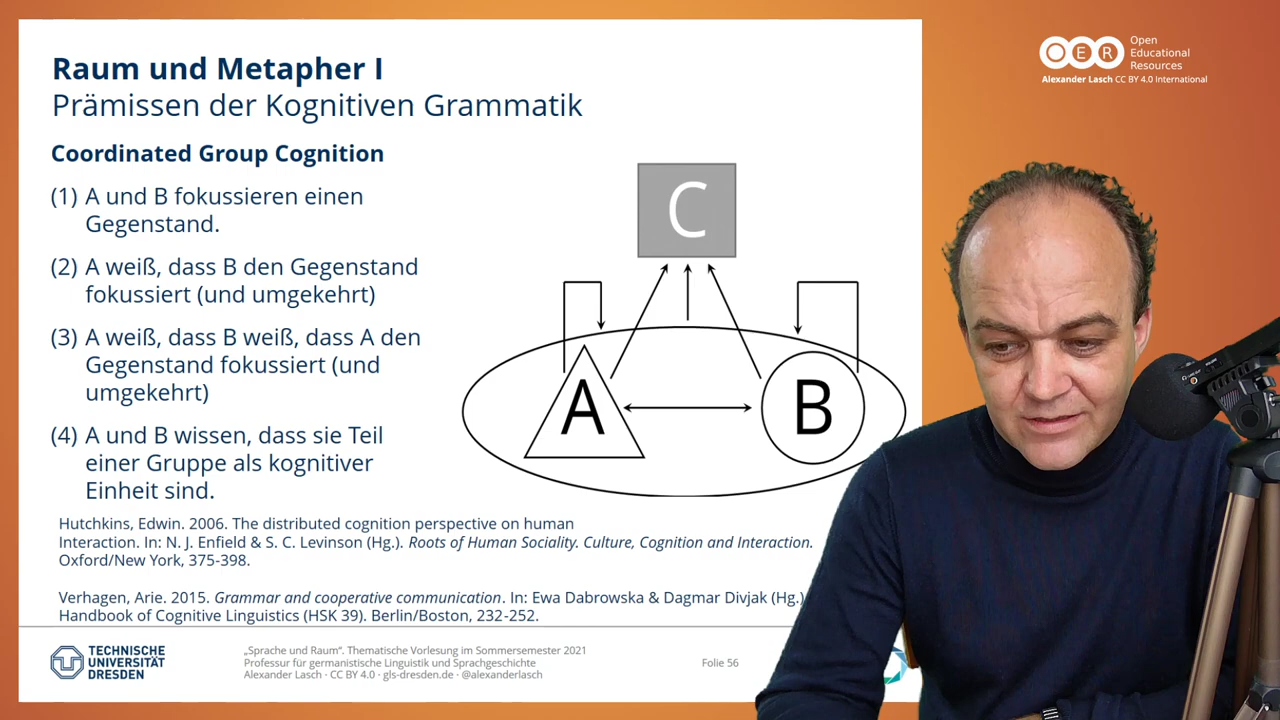 Raum und Metapher I
Prämissen der Kognitiven Grammatik
Coordinated Group Cognition
(1) A und B fokussieren einen
Gegenstand.
(2) A weiß, dass B den Gegenstand
fokussiert (und umgekehrt)
(3) A weiß, dass B weiß, dass A den
Gegenstand fokussiert (und
umgekehrt)
(4) A und B wissen, dass sie Teil
einer Gruppe als kognitiver
Einheit sind.
C
A
B
Hutchkins, Edwin. 2006. The distributed cognition perspective on human
Interaction. In: N. J. Enfield & S. C. Levinson (Hg.). Roots of Human Sociality. Culture, Cognition and Interaction.
Oxford/New York, 375-398.
Verhagen, Arie. 2015. Grammar and cooperative communication. In: Ewa Dabrowska & Dagmar Divjak (Hg.)
Handbook of Cognitive Linguistics (HSK 39). Berlin/Boston, 232-252.
TECHNISCHE
UNIVERSITÄT
DRESDEN
„Sprache und Raum“. Thematische Vorlesung im Sommersemester 2021
Professur für germanistische Linguistik und Sprachgeschichte
Alexander Lasch · CC BY 4.0 · gls-dresden.de · @alexanderlasch
Folie 56
OER
Open
Educational
Resources
Alexander Lasch CC BY 4.0 International